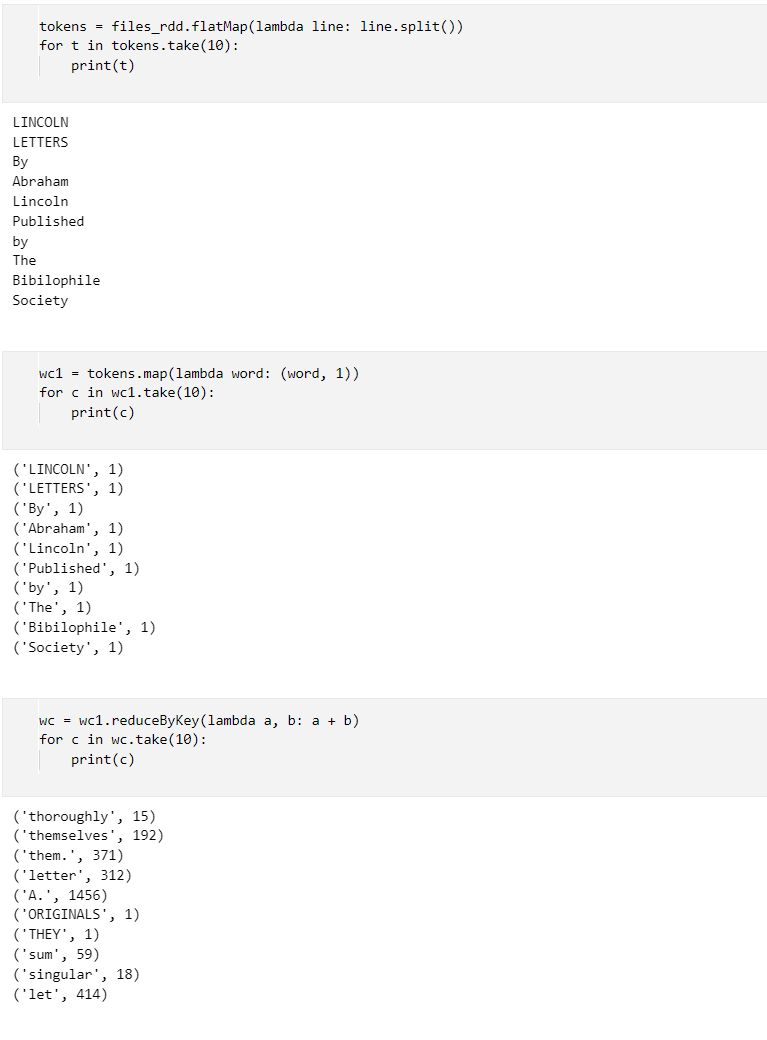 tokens = files_rdd.flatMap(lambda line: line.split())
for t in tokens.take(10):
    print(t)
LINCOLN
LETTERS
By
Abraham
Lincoln
Published
by
The
Bibilophile
Society
wc1 = tokens.map(lambda word: (word, 1))
for c in wc1.take(10):
    print(c)
('LINCOLN', 1)
('LETTERS', 1)
('By', 1)
('Abraham', 1)
('Lincoln', 1)
('Published', 1)
('by', 1)
('The', 1)
('Bibilophile', 1)
('Society', 1)
wc = wc1.reduceByKey(lambda a, b: a + b)
for c in wc.take(10):
    print(c)
('thoroughly', 15)
('themselves', 192)
('them.', 371)
('letter', 312)
('A.', 1456)
('ORIGINALS', 1)
('THEY', 1)
('sum', 59)
('singular', 18)
('let', 414)